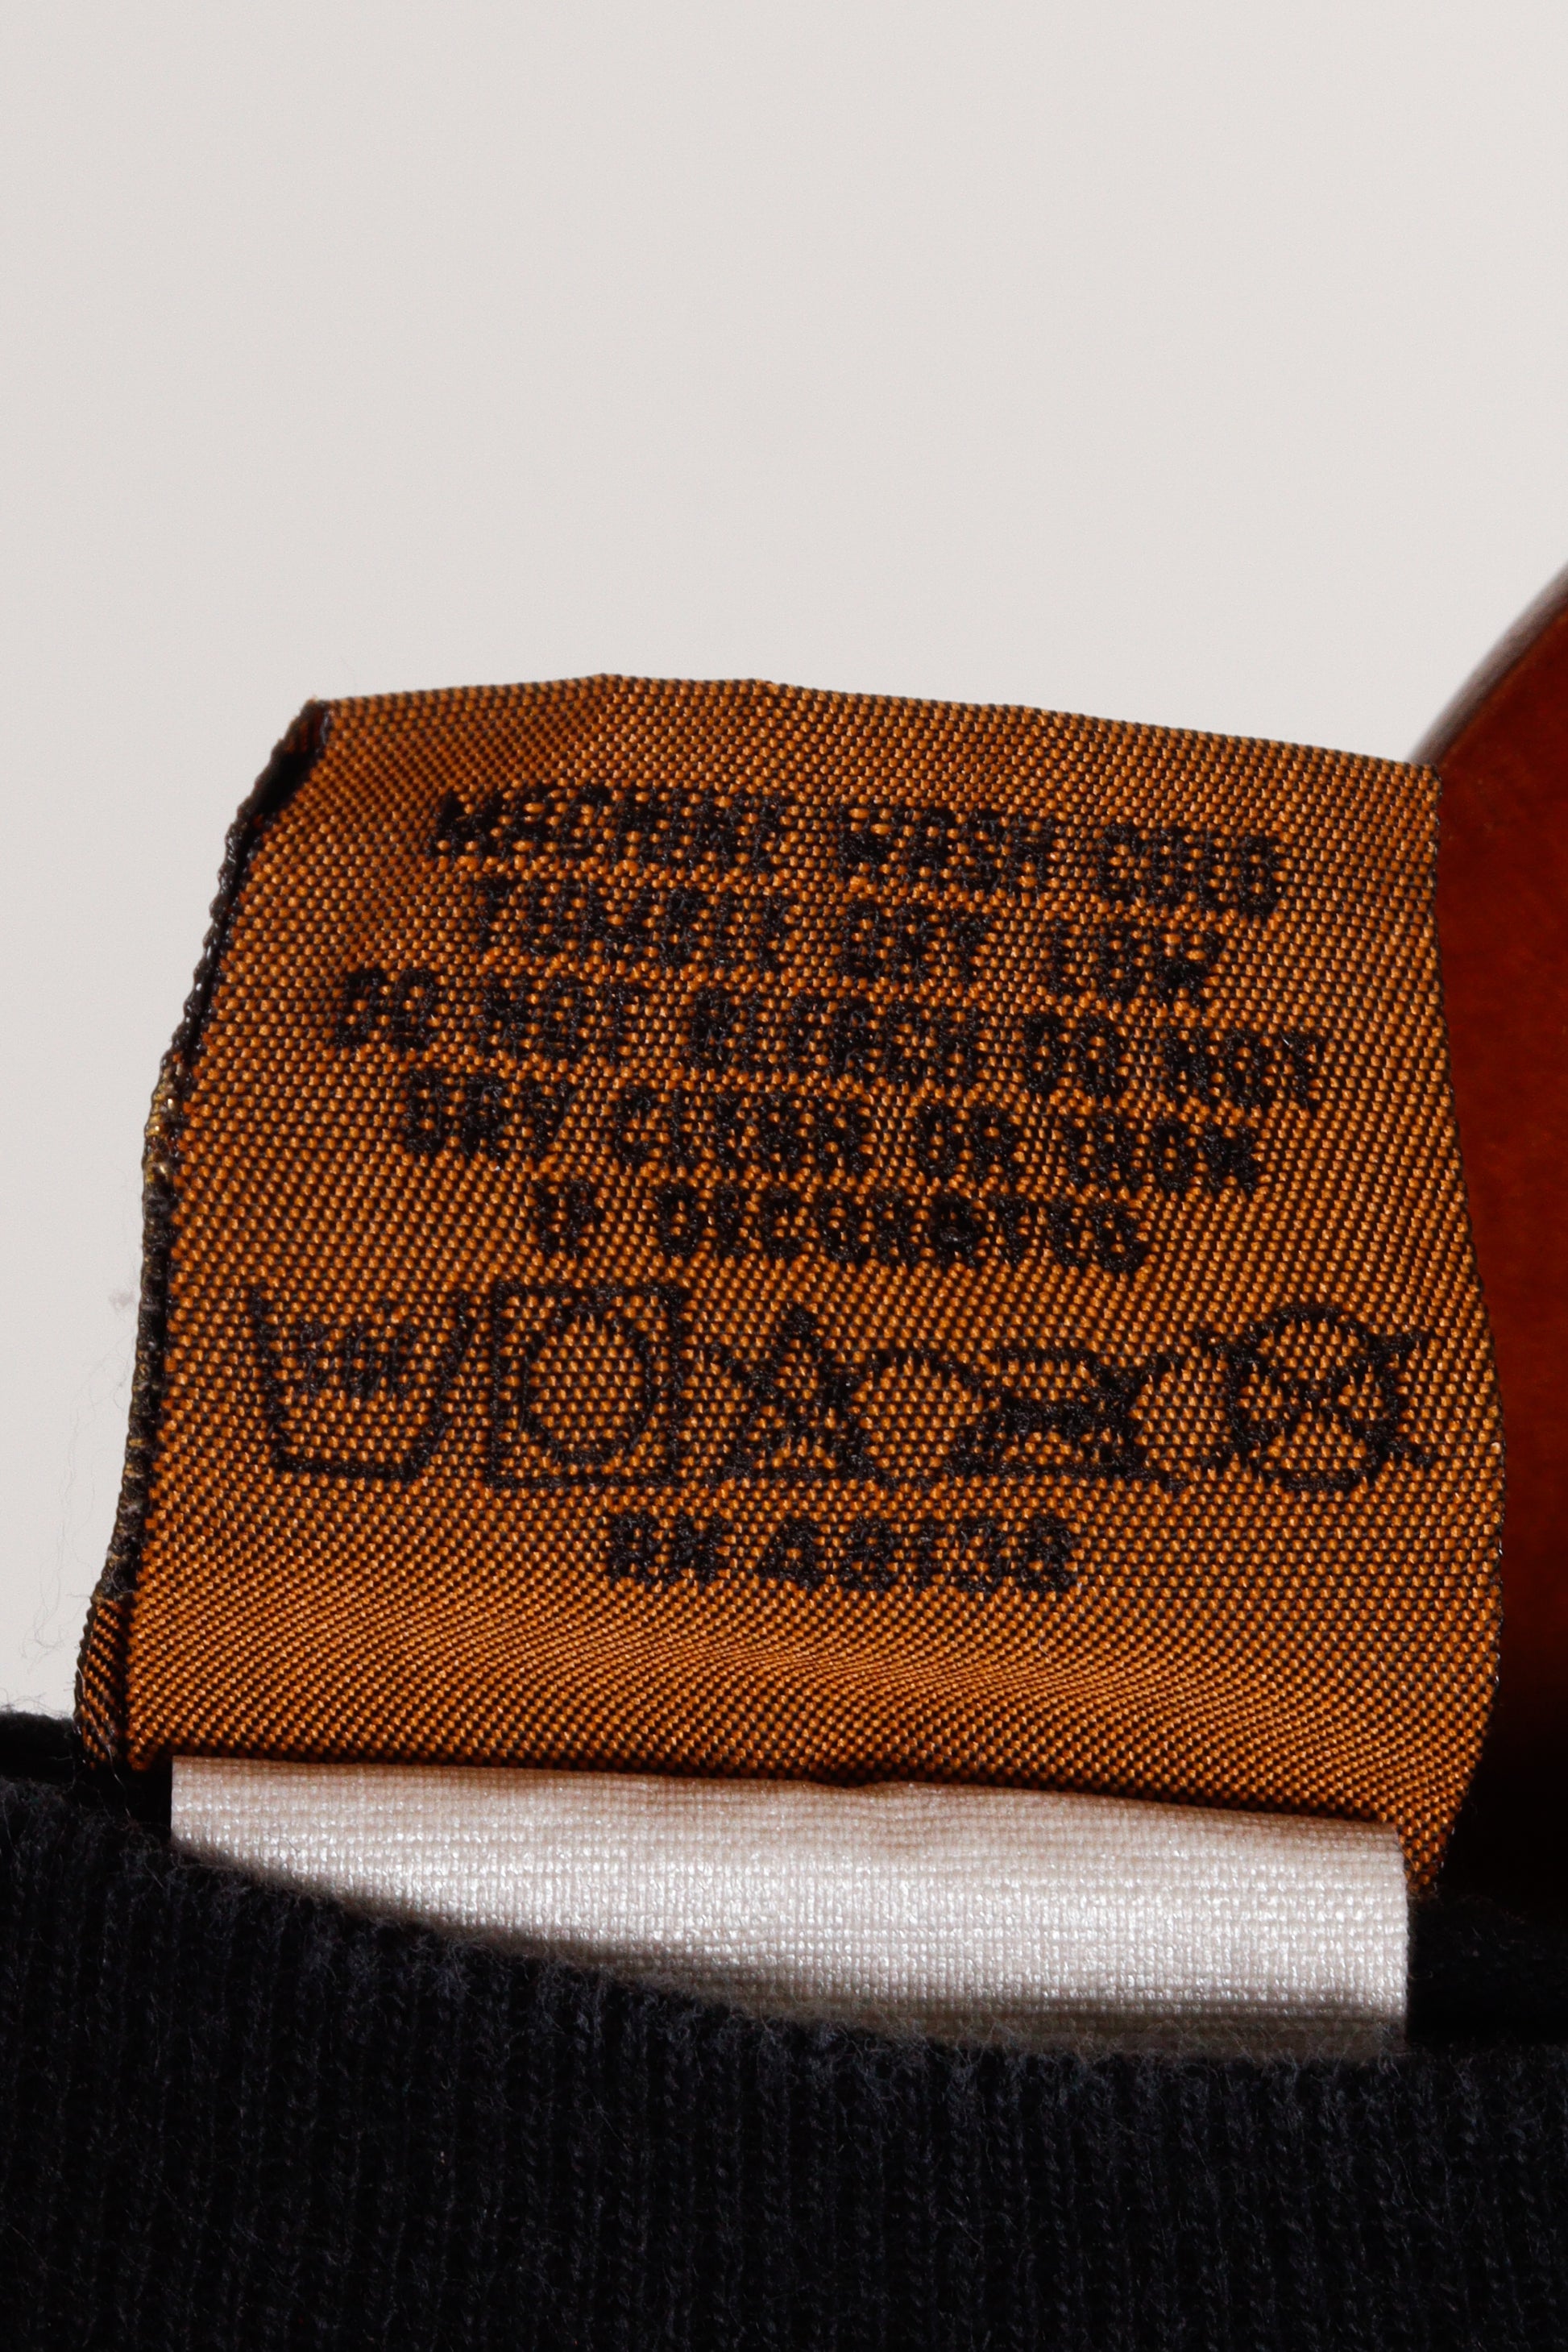 MACHINE WASH COLD
TUMBLE DRY LOW
DO NOT BLEACH DO NOT
DRY CLEAN OR IRON
IF DECORATED
RN